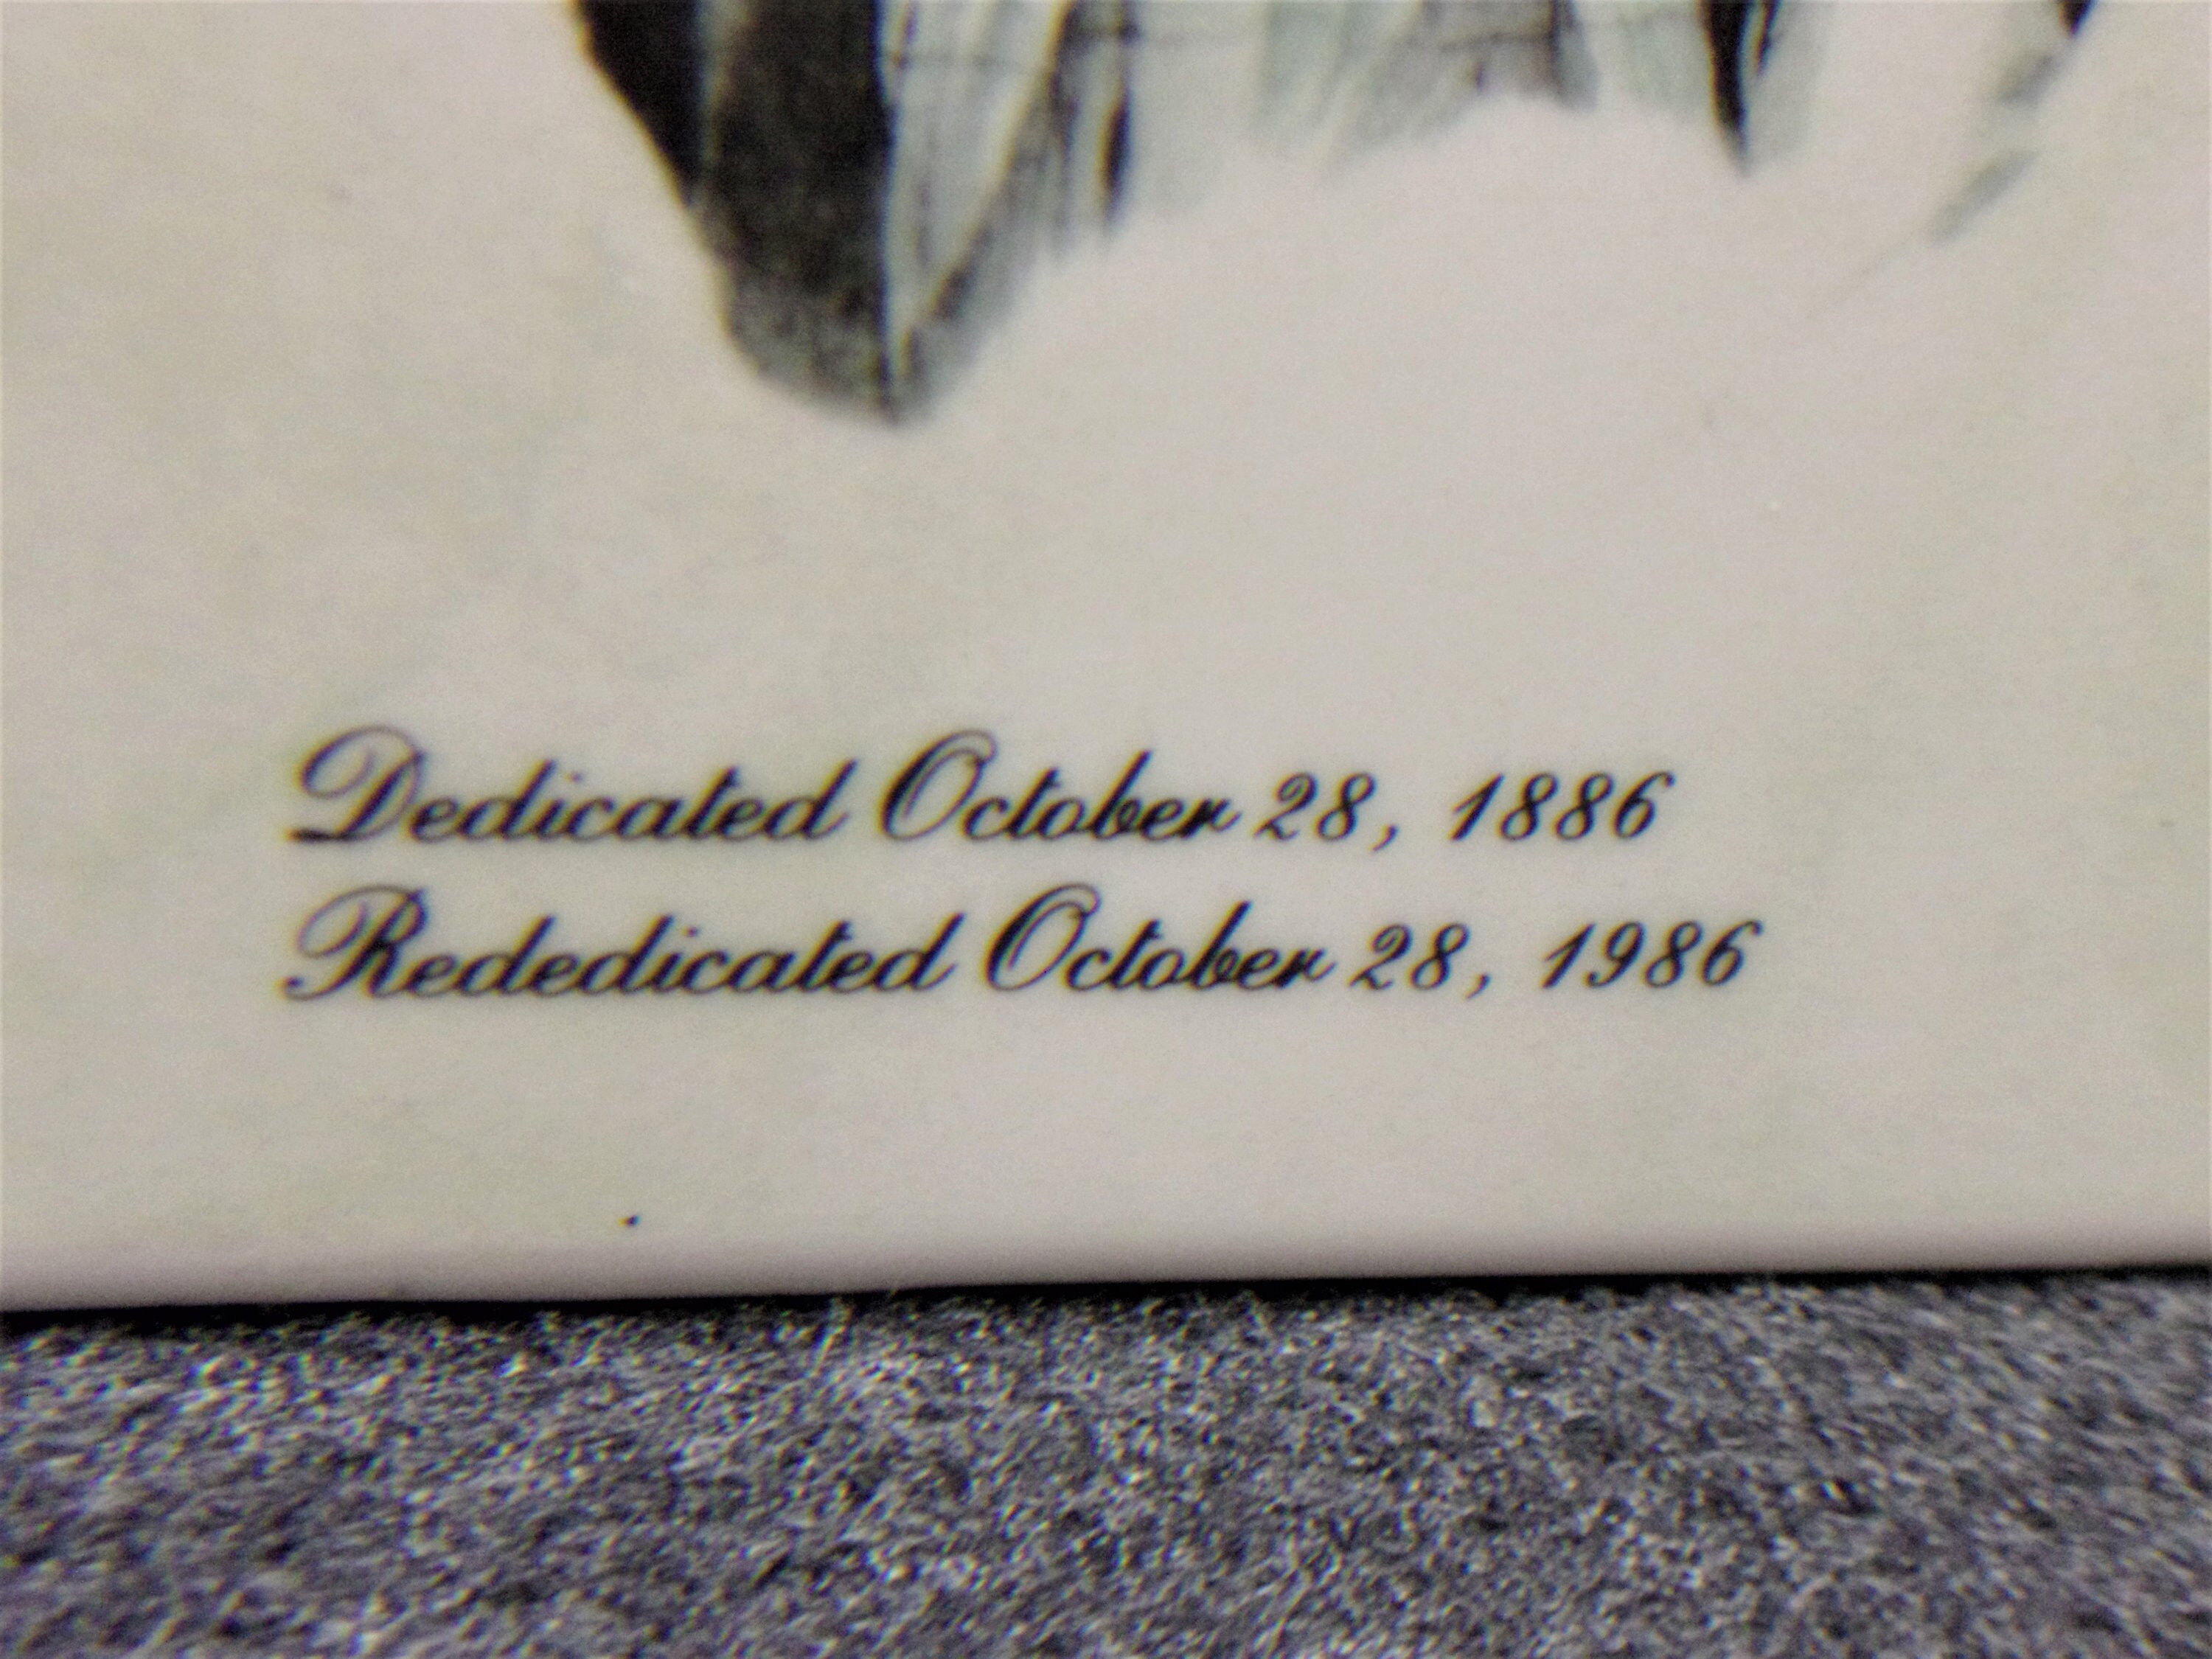 Dedicated October 28, 1886
Rededicated October 28, 1986